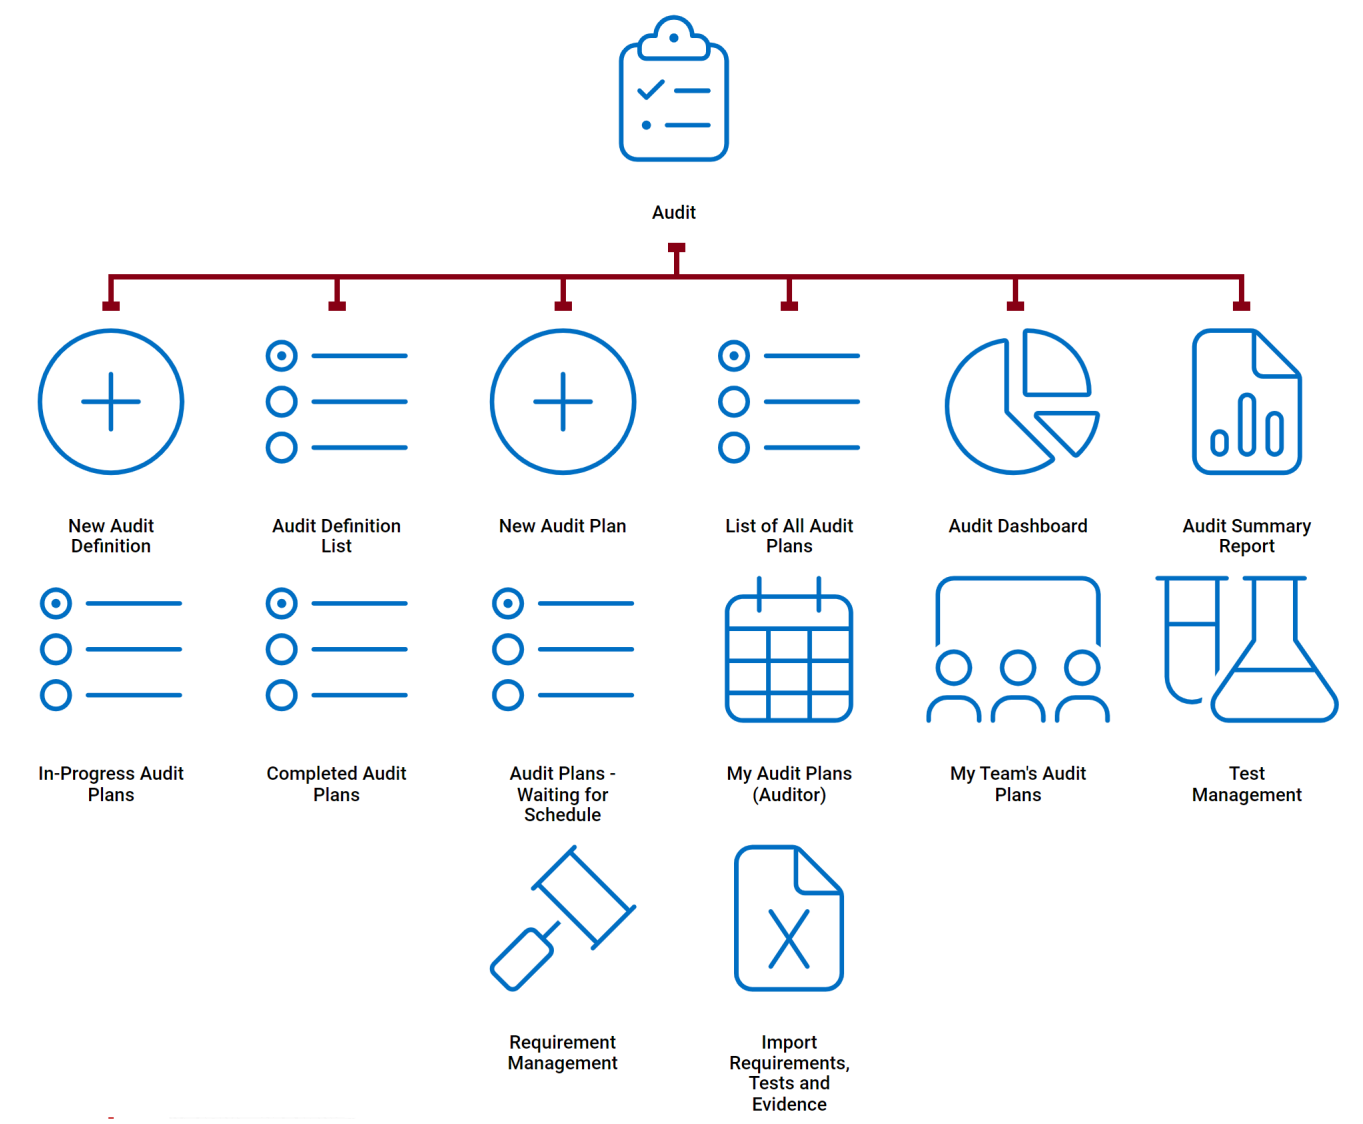 Audit
New Audit
Definition
Audit Definition
List
New Audit Plan
List of All Audit
Plans
Audit Dashboard
Audit Summary
Report
In-Progress Audit
Plans
Completed Audit
Plans
Audit Plans -
Waiting for
Schedule
My Audit Plans
(Auditor)
My Team's Audit
Plans
Test
Management
Requirement
Management
Import
Requirements,
Tests and
Evidence